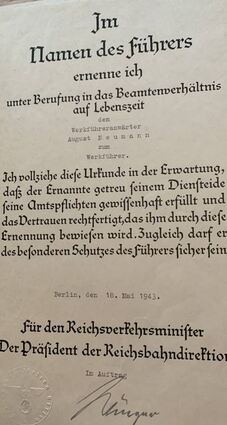 Im
Namen des Führers
ernenne ich
unter Berufung in das Beamtenverhältnis
auf Lebenszeit
den
Werkführeranwärter
August Neumann
zum
Werkführer.
Ich vollziehe diese Urkunde in der Erwartung,
daß der Ernannte getreu seinem Diensteide
seine Amtspflichten gewissenhaft erfüllt und
das Vertrauen rechtfertigt, das ihm durch diese
Ernennung bewiesen wird. Zugleich darf er
des besonderen Schutzes des Führers sicher sein.
Berlin, den 18. Mai 1943.
Für den Reichsverkehrsminister
Der Präsident der Reichsbahndirektion
Im Auftrag